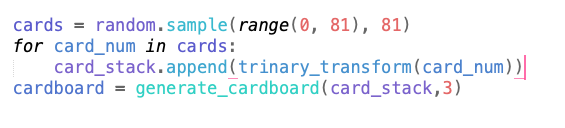 cards = random.sample(range(0, 81), 81)
for card_num in cards:
    card_stack.append(trinary_transform(card_num))
cardboard = generate_cardboard(card_stack,3)